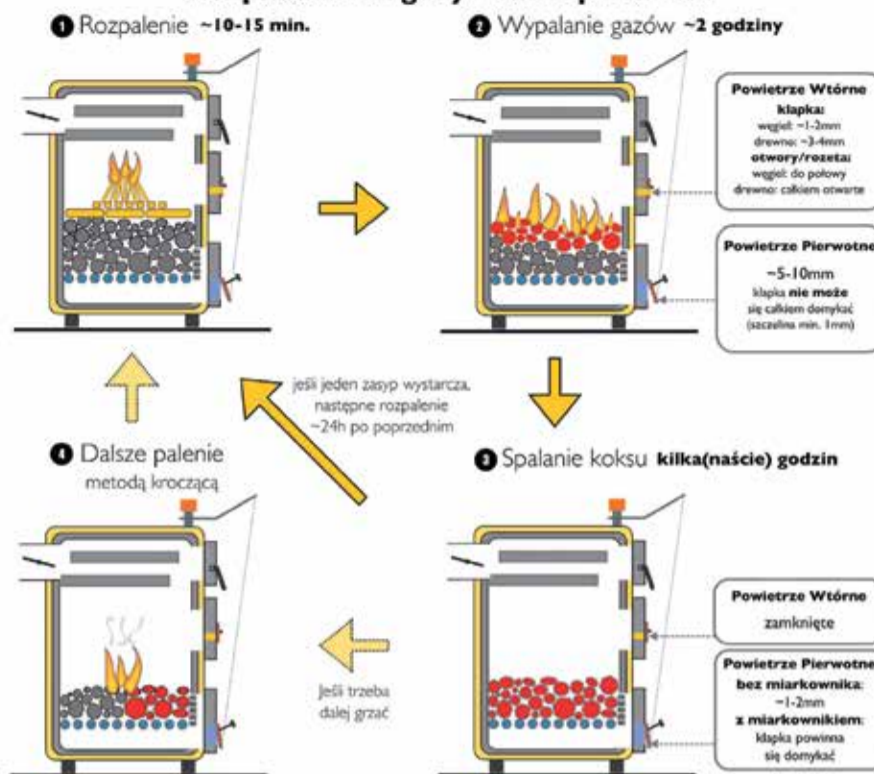 ❶ Rozpalenie ~10-15 min.
❷ Wypalanie gazów ~2 godziny
Powietrze Wtórne
klapka:
węgiel: ~1-2mm
drewno: ~3-4mm
otwory/rozeta:
węgiel: do połowy
drewno: całkiem otwarte
Powietrze Pierwotne
~5-10mm
klapka nie może
się całkiem domykać
(szczelina min. 1mm)
jeśli jeden zasyp wystarcza,
następne rozpalenie
~24h po poprzednim
❸ Spalanie koksu kilka(naście) godzin
Powietrze Wtórne
zamknięte
Powietrze Pierwotne
bez miarkownika:
~1-2mm
z miarkownikiem:
klapka powinna
się domykać
Jeśli trzeba
dalej grzać
❹ Dalsze palenie
metodą kroczącą